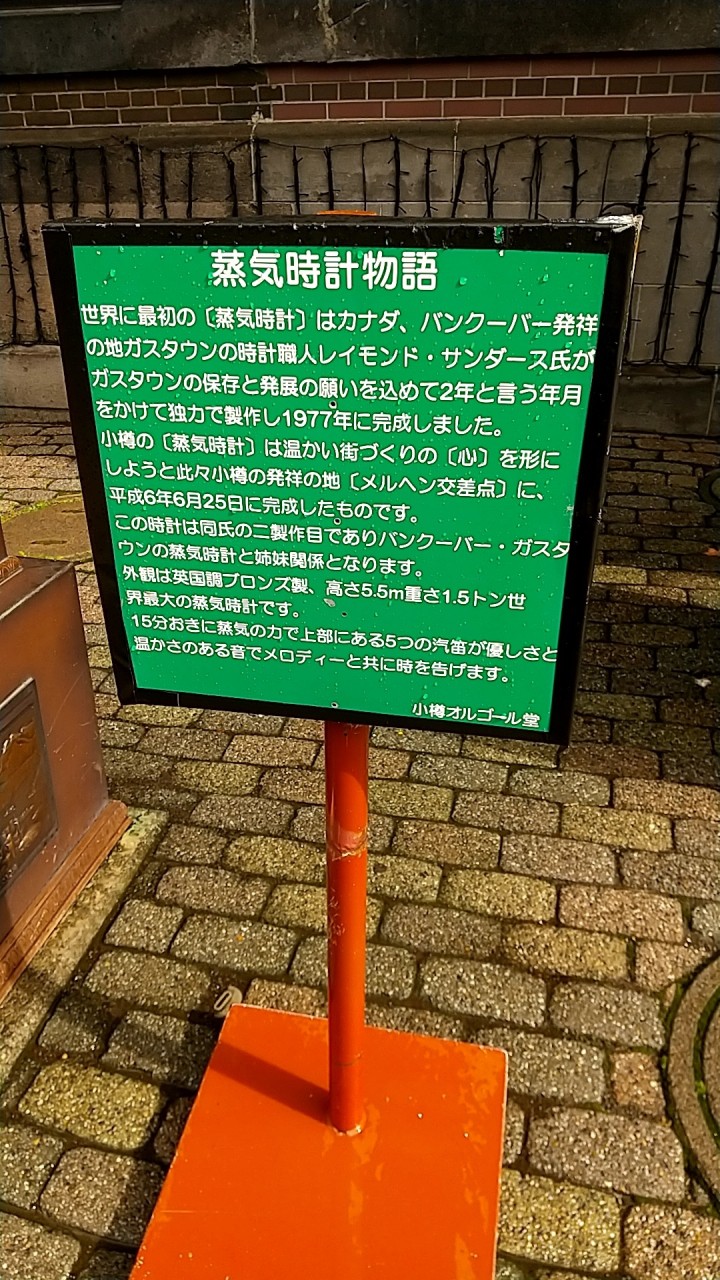 蒸気時計物語
世界に最初の〔蒸気時計〕はカナダ、バンクーバー発祥
の地ガスタウンの時計職人レイモンド・サンダース氏が
ガスタウンの保存と発展の願いを込めて2年と言う年月
をかけて独力で製作し1977年に完成しました。
小樽の〔蒸気時計〕は温かい街づくりの〔心〕を形に
しようと此々小樽の発祥の地〔メルヘン交差点〕に、
平成6年6月25日に完成したものです。
この時計は同氏の二製作目でありバンクーバー・ガスタ
ウンの蒸気時計と姉妹関係となります。
外観は英国調ブロンズ製、高さ5.5m重さ1.5トン世
界最大の蒸気時計です。
15分おきに蒸気の力で上部にある5つの汽笛が優しさと
温かさのある音でメロディーと共に時を告げます。
小樽オルゴール堂